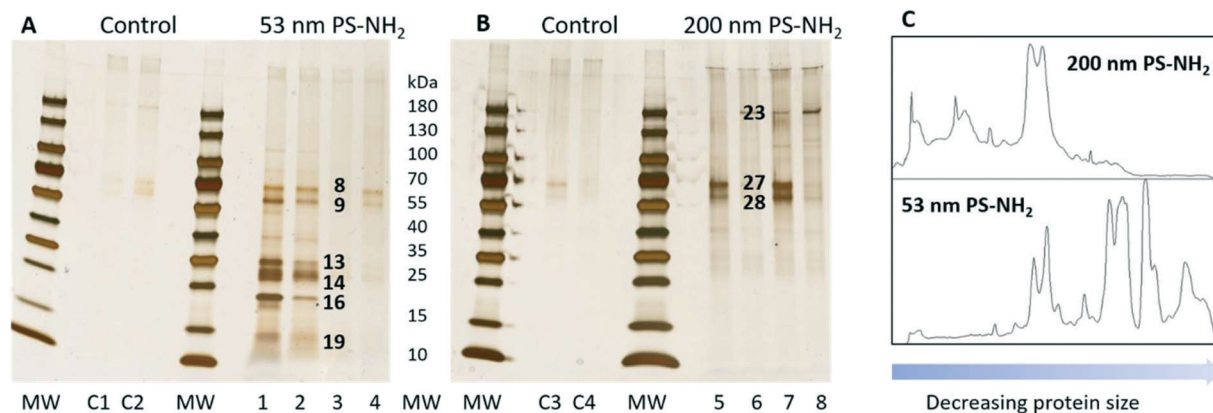 A
Control
53 nm PS-NH₂
B
Control
200 nm PS-NH₂
C
kDa
180
130
100
70
55
40
35
25
15
10
8
9
13
14
16
19
23
27
28
200 nm PS-NH₂
53 nm PS-NH₂
MW C1 C2 MW 1 2 3 4 MW MW C3 C4 MW 5 6 7 8
Decreasing protein size